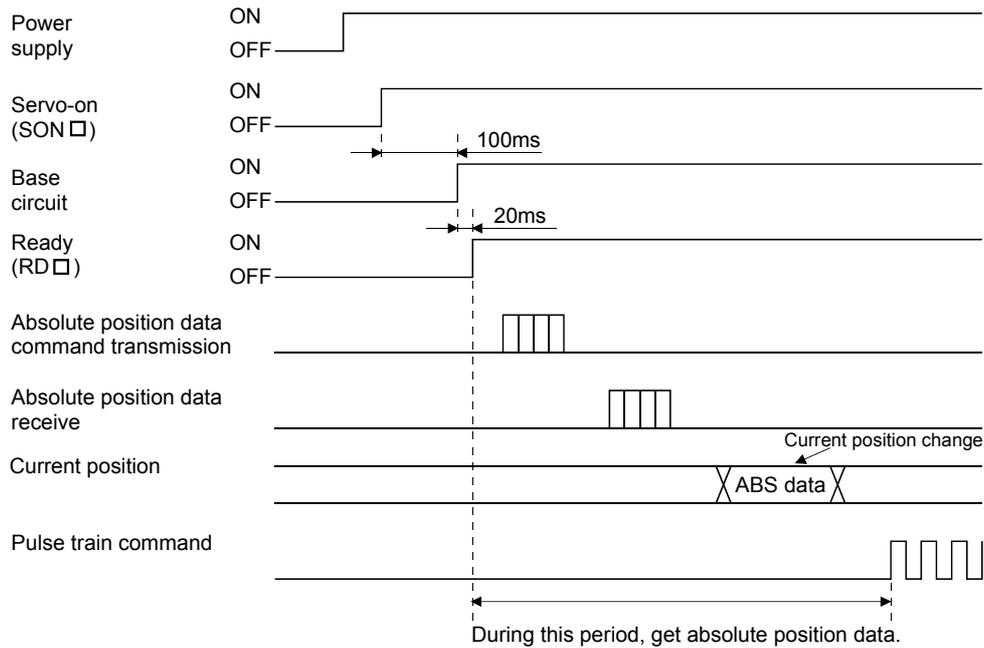 Power
supply
ON
OFF
Servo-on
(SON □)
ON
OFF
100ms
Base
circuit
ON
OFF
20ms
Ready
(RD □)
ON
OFF
Absolute position data
command transmission
Absolute position data
receive
Current position change
Current position
ABS data
Pulse train command
During this period, get absolute position data.